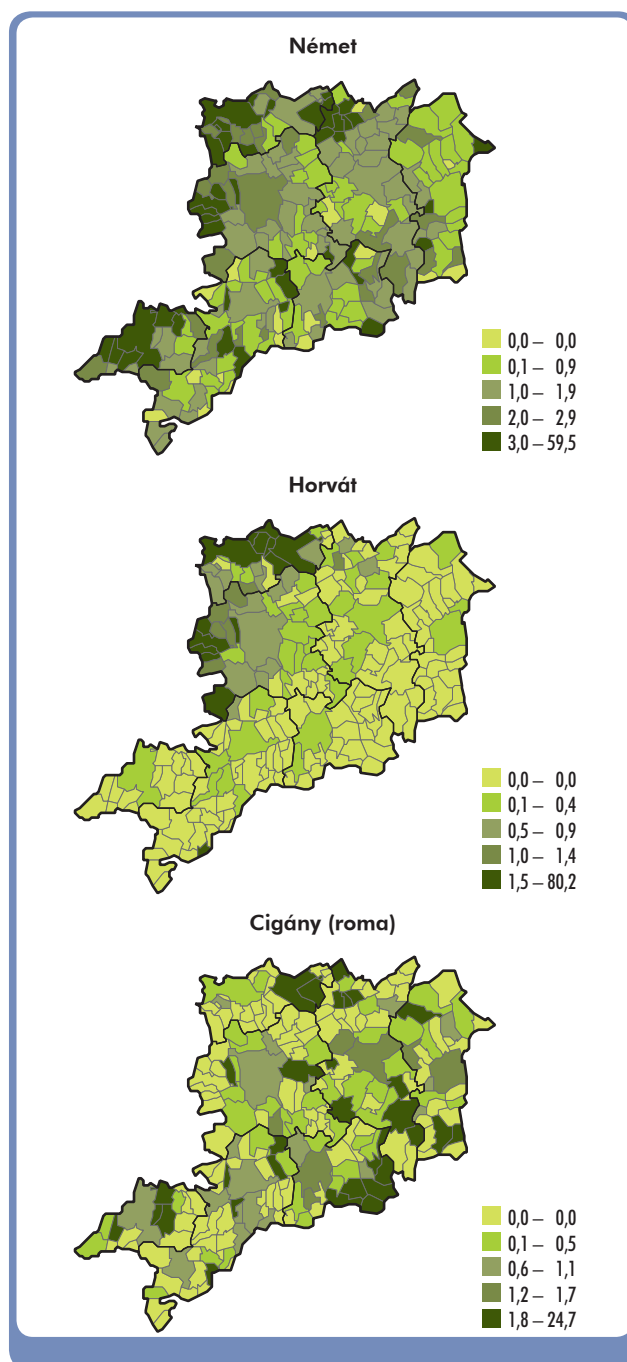 Német
0,0 – 0,0
0,1 – 0,9
1,0 – 1,9
2,0 – 2,9
3,0 – 59,5
Horvát
0,0 – 0,0
0,1 – 0,4
0,5 – 0,9
1,0 – 1,4
1,5 – 80,2
Cigány (roma)
0,0 – 0,0
0,1 – 0,5
0,6 – 1,1
1,2 – 1,7
1,8 – 24,7